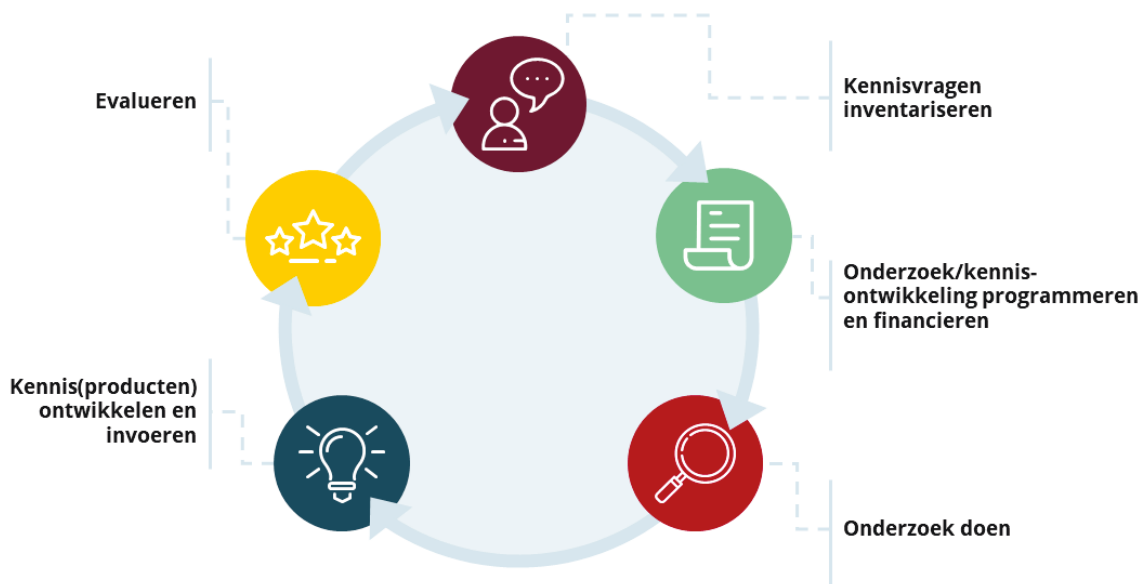 Evalueren
Kennisvragen
inventariseren
Onderzoek/kennis-
ontwikkeling programmeren
en financieren
Onderzoek doen
Kennis(producten)
ontwikkelen en
invoeren